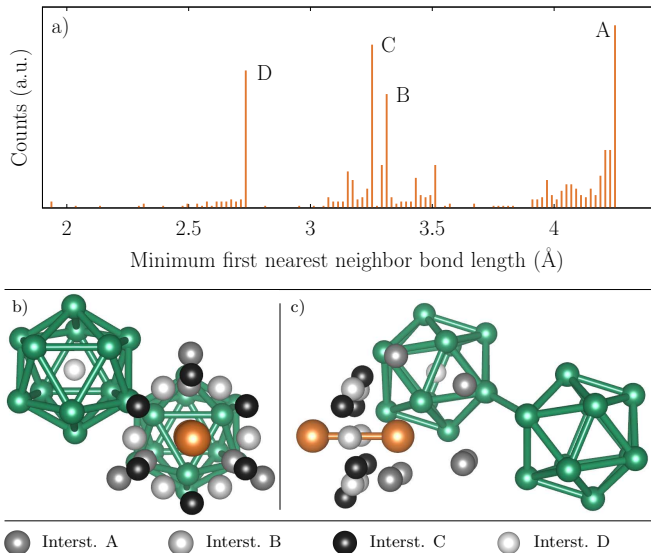 a)
A
C
B
D
Counts (a.u.)
2 2.5 3 3.5 4
Minimum first nearest neighbor bond length (Å)
b) c)
Interst. A Interst. B Interst. C Interst. D